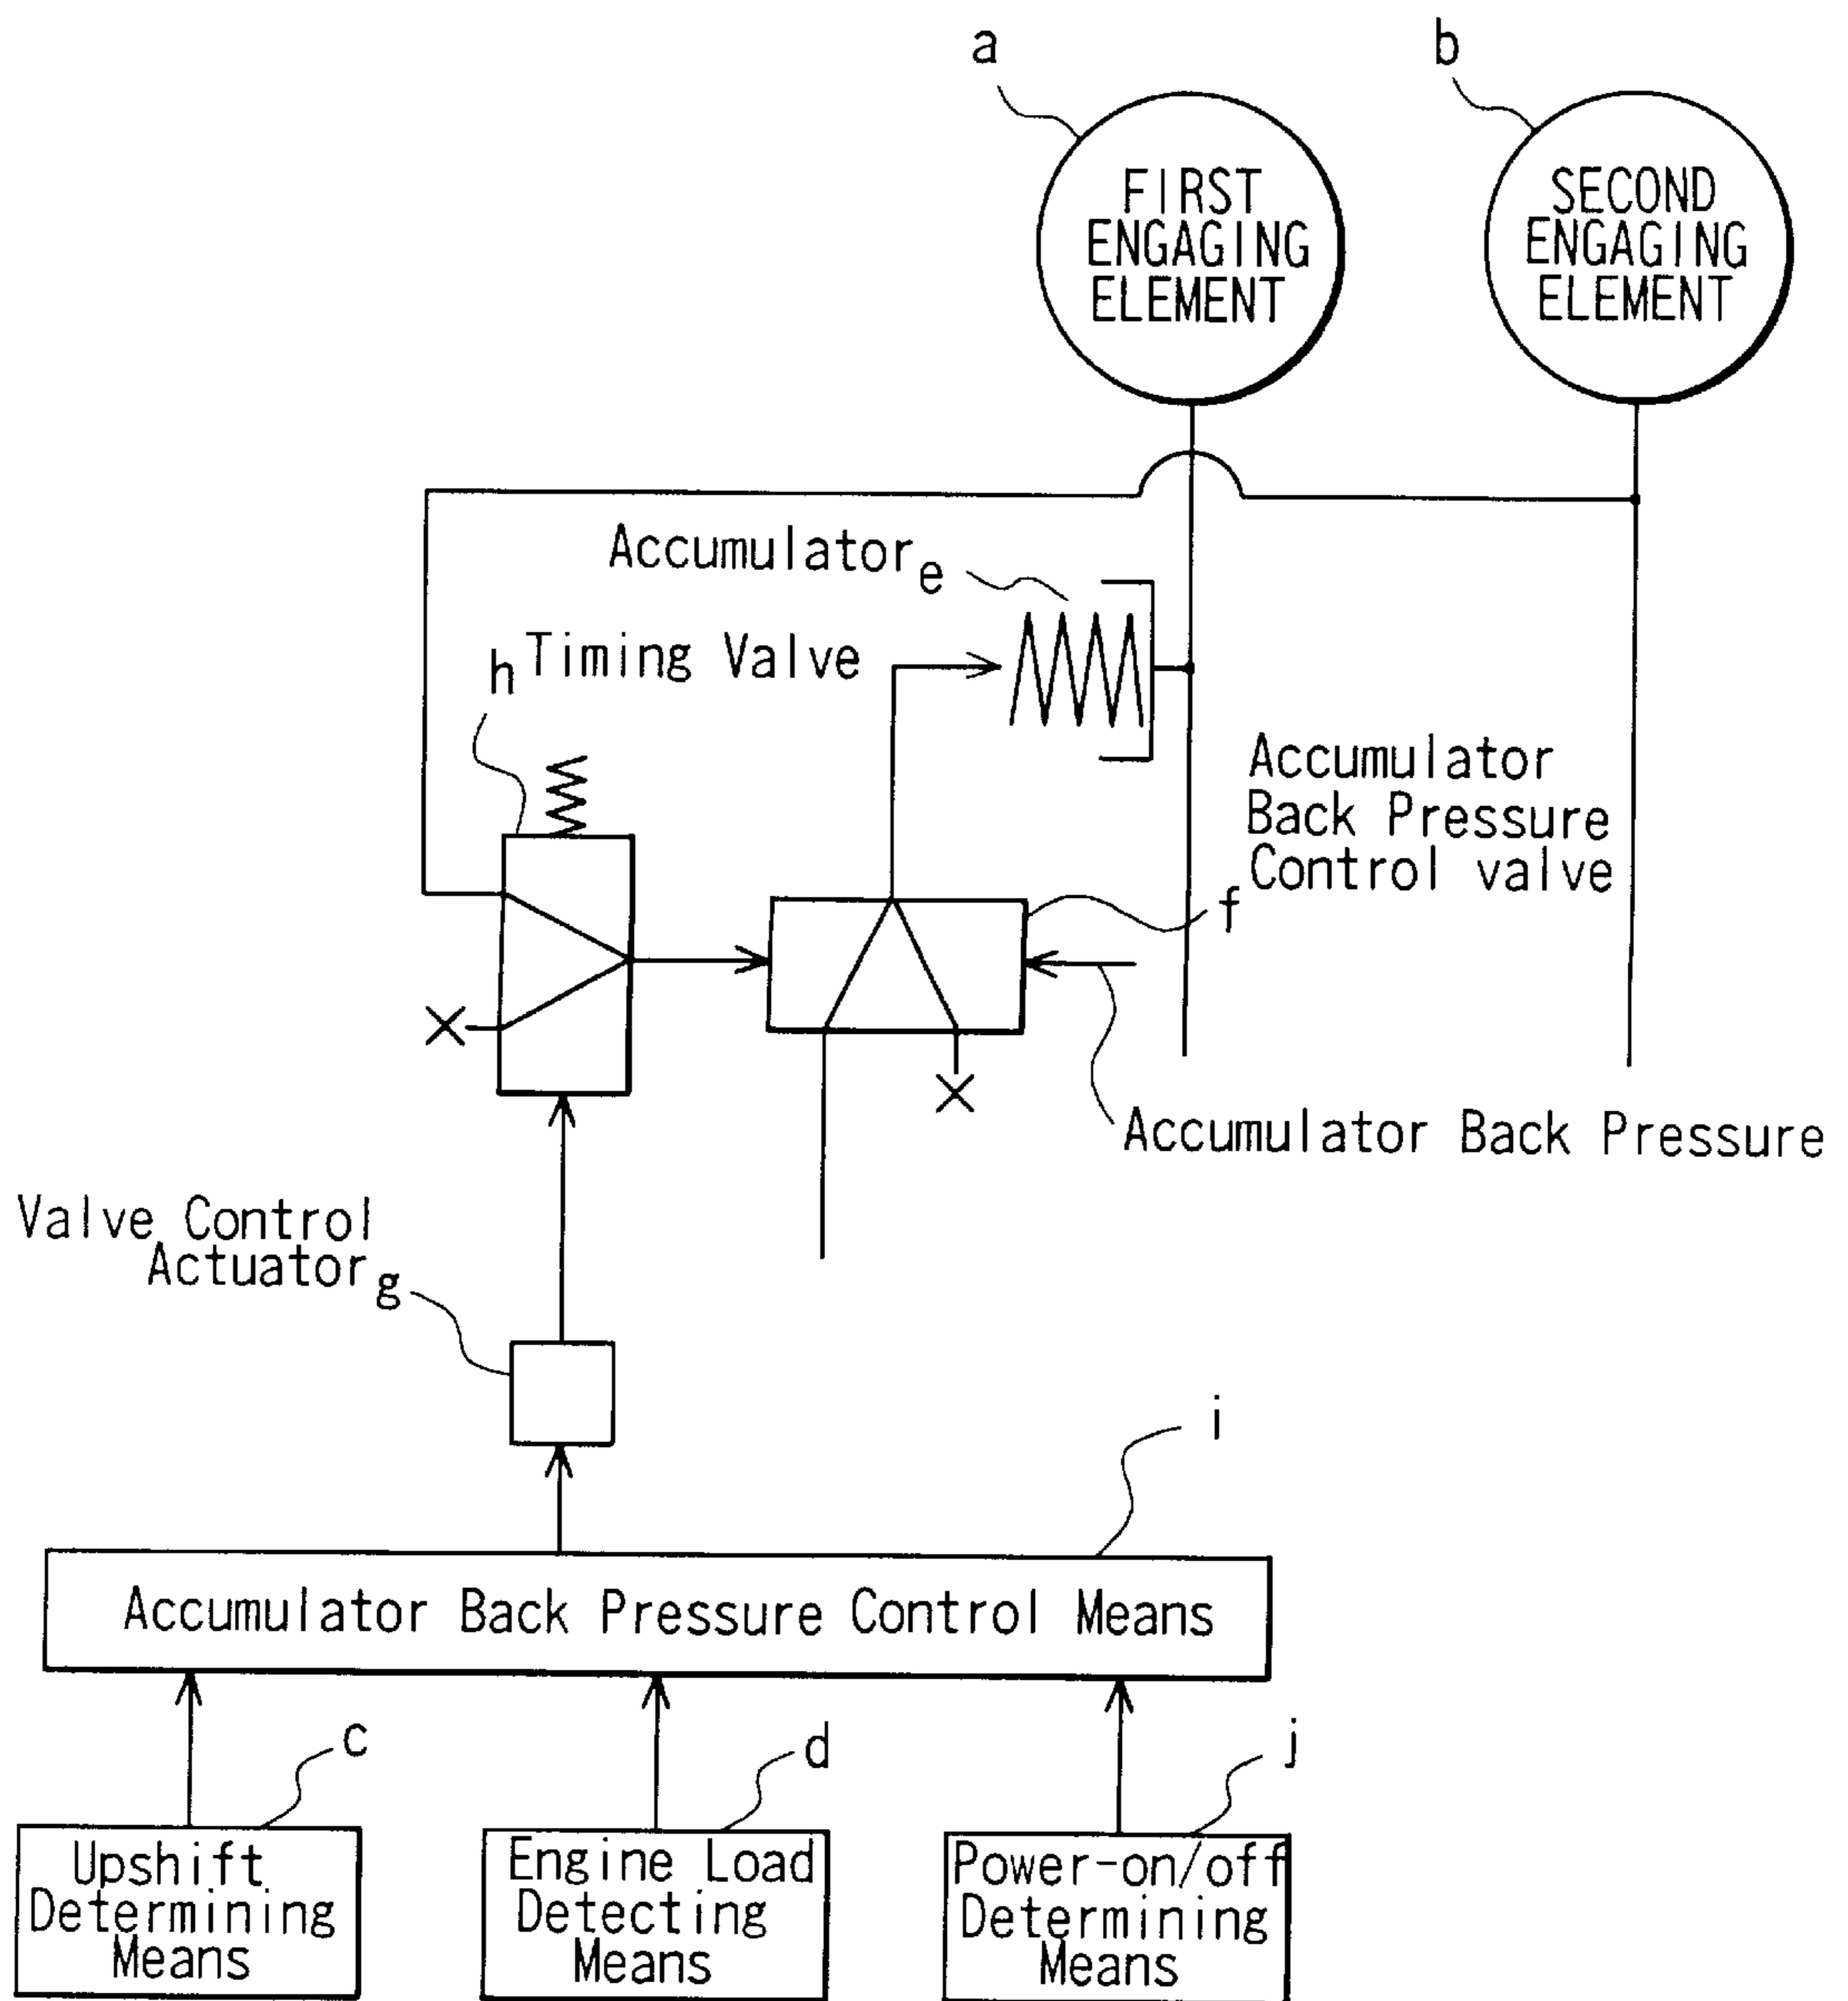 a
b
FIRST
ENGAGING
ELEMENT
SECOND
ENGAGING
ELEMENT
Accumulator
e
h
Timing Valve
Accumulator
Back Pressure
Control valve
f
Accumulator Back Pressure
Valve Control
Actuator
g
i
Accumulator Back Pressure Control Means
c
d
j
Upshift
Determining
Means
Engine Load
Detecting
Means
Power-on/off
Determining
Means